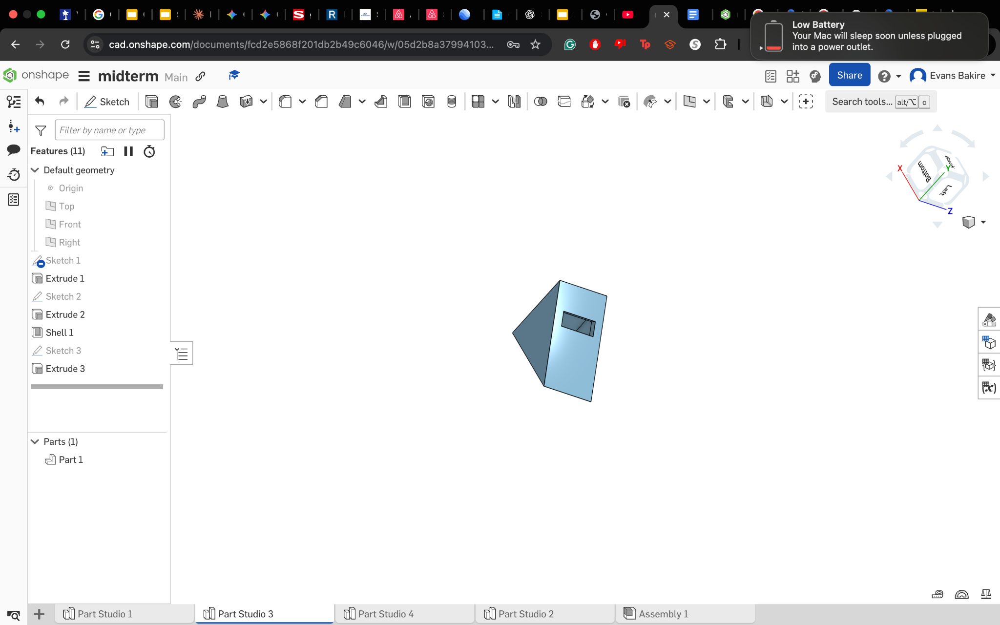 Low Battery
Your Mac will sleep soon unless plugged
into a power outlet.
cad.onshape.com/documents/fcd2e5868f201db2b49c6046/w/05d2b8a37994103...
onshape midterm Main Share Evans Bakire
Sketch Search tools... alt/⌥ c
Filter by name or type
Features (11)
Default geometry
Origin
Top
Front
Right
Sketch 1
Extrude 1
Sketch 2
Extrude 2
Shell 1
Sketch 3
Extrude 3
Parts (1)
Part 1
X
Y
Z
Bottom
Back
Left
Part Studio 1
Part Studio 3
Part Studio 4
Part Studio 2
Assembly 1